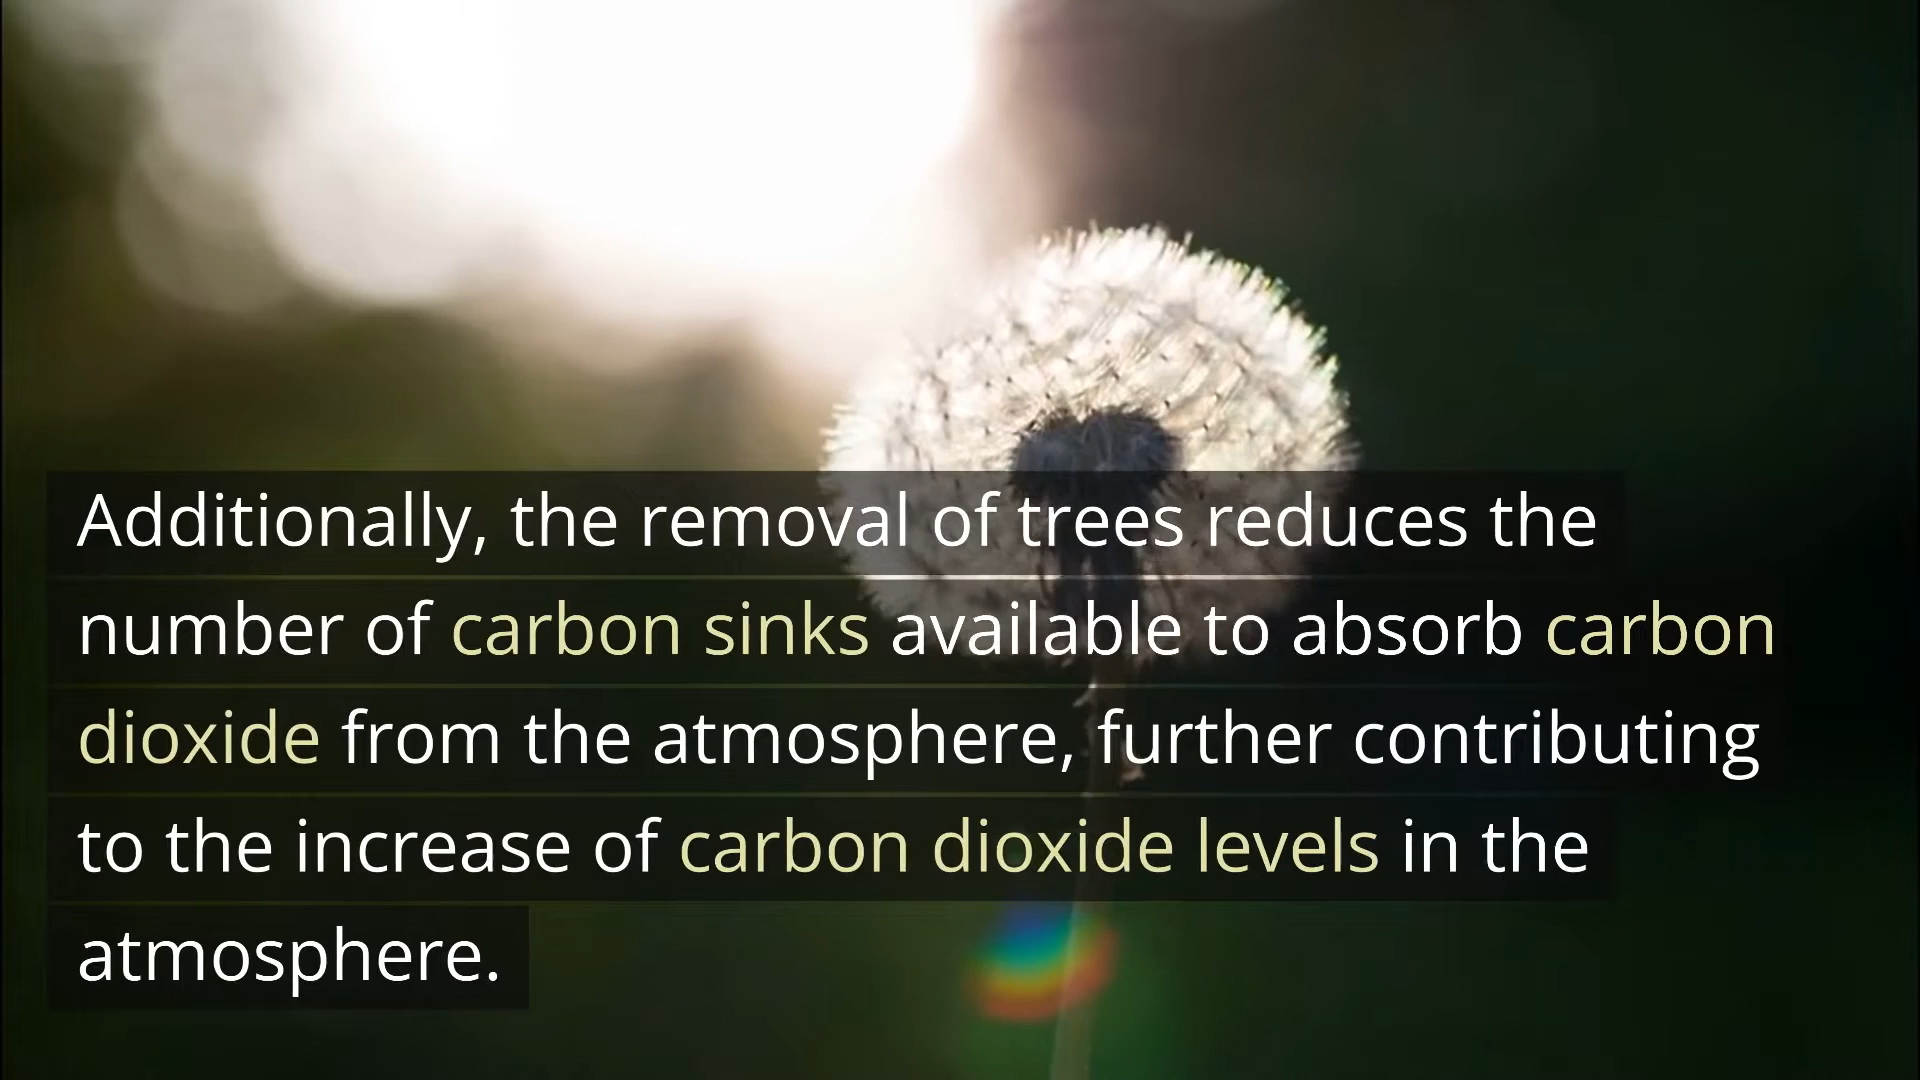 Additionally, the removal of trees reduces the
number of carbon sinks available to absorb carbon
dioxide from the atmosphere, further contributing
to the increase of carbon dioxide levels in the
atmosphere.